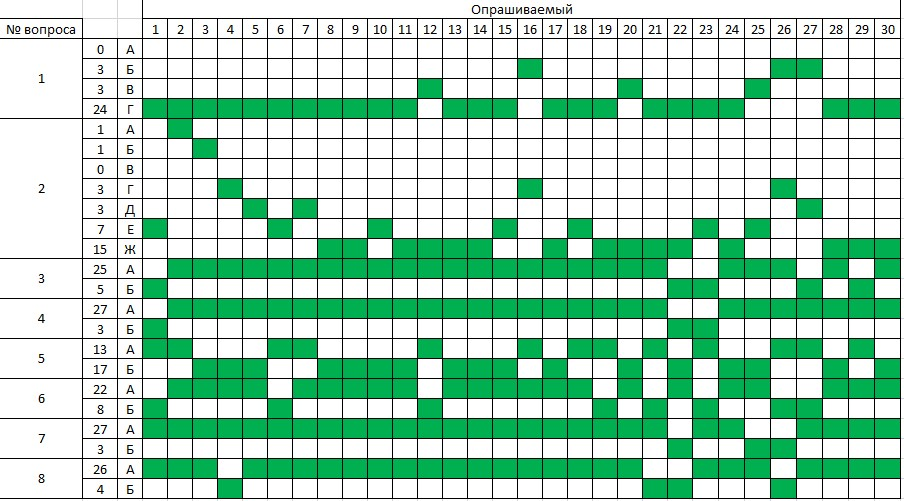 Опрашиваемый
№ вопроса 1 2 3 4 5 6 7 8 9 10 11 12 13 14 15 16 17 18 19 20 21 22 23 24 25 26 27 28 29 30
1
0 А
3 Б
3 В
24 Г
2
1 А
1 Б
0 В
3 Г
3 Д
7 Е
15 Ж
3
25 А
5 Б
4
27 А
3 Б
5
13 А
17 Б
6
22 А
8 Б
7
27 А
3 Б
8
26 А
4 Б